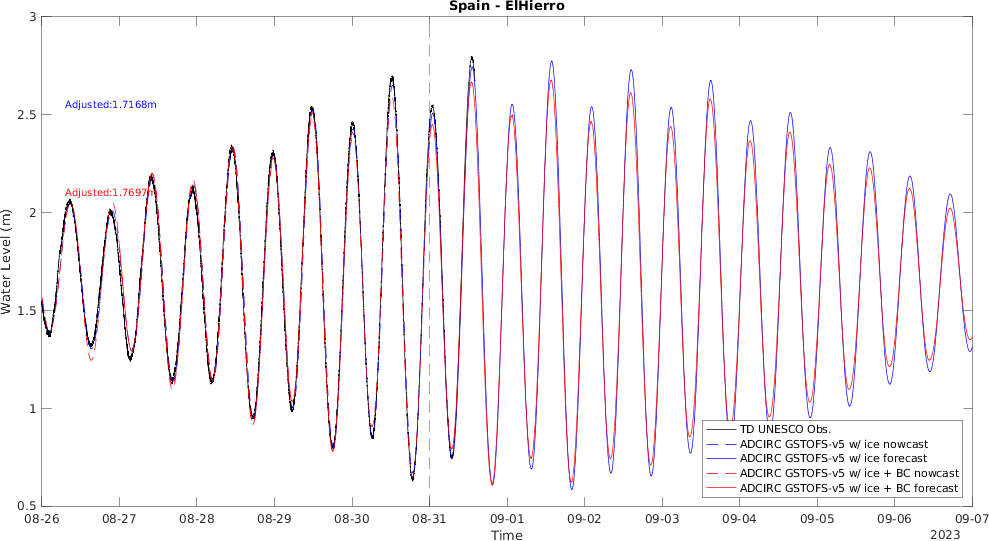 Spain - ElHierro
3
2.5
2
1.5
1
0.5
Water Level (m)
Adjusted:1.7168m
Adjusted:1.7697m
TD UNESCO Obs.
ADCIRC GSTOFS-v5 w/ ice nowcast
ADCIRC GSTOFS-v5 w/ ice forecast
ADCIRC GSTOFS-v5 w/ ice + BC nowcast
ADCIRC GSTOFS-v5 w/ ice + BC forecast
08-26 08-27 08-28 08-29 08-30 08-31 09-01 09-02 09-03 09-04 09-05 09-06 09-07
Time
2023